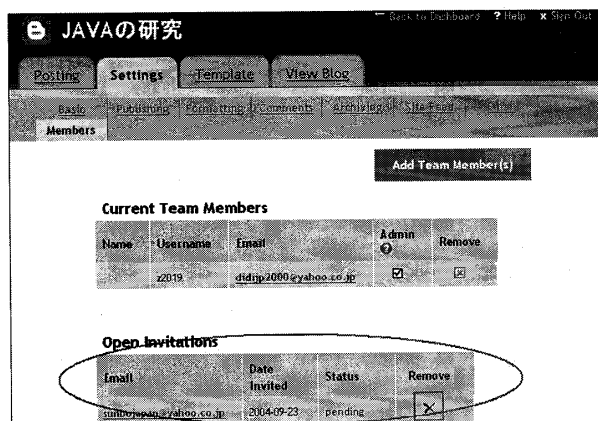 ← Back to Dashboard ? Help x Sign Out
JAVAの研究
Posting Settings Template View Blog
Basic Publishing Formatting Comments Archiving Site Feed
Members
Add Team Member(s)
Current Team Members
Name Username Email Admin Remove
z2019 didijp2000@yahoo.co.jp
Open Invitations
Email Date Invited Status Remove
sunbojapan@yahoo.co.jp 2004-09-23 pending